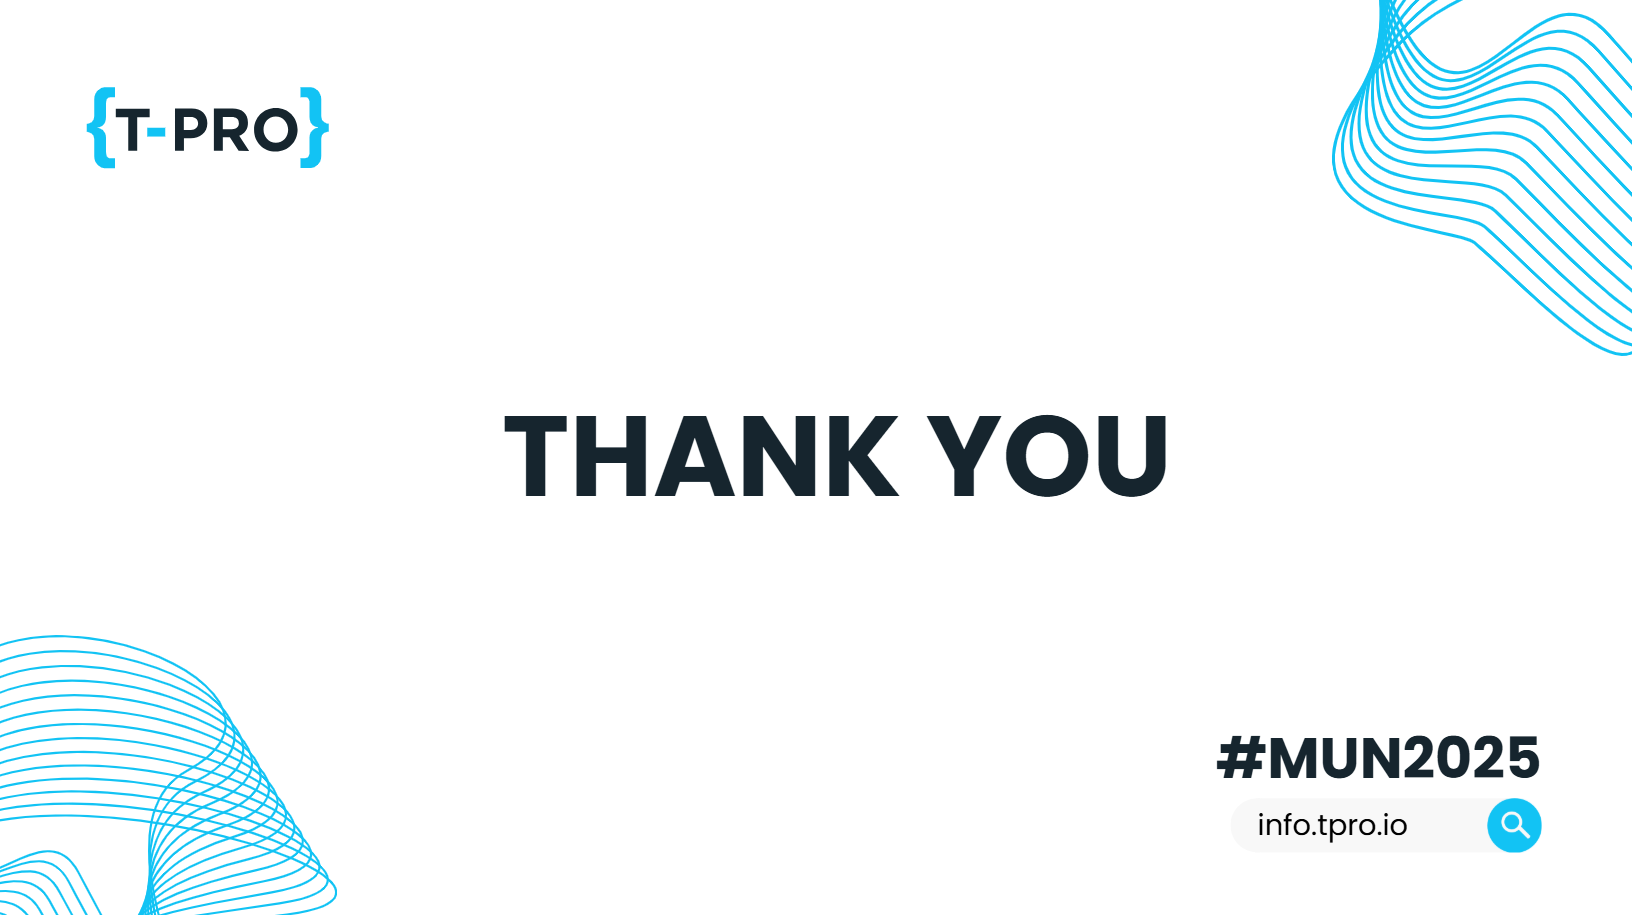 {T-PRO}
THANK YOU
#MUN2025
info.tpro.io